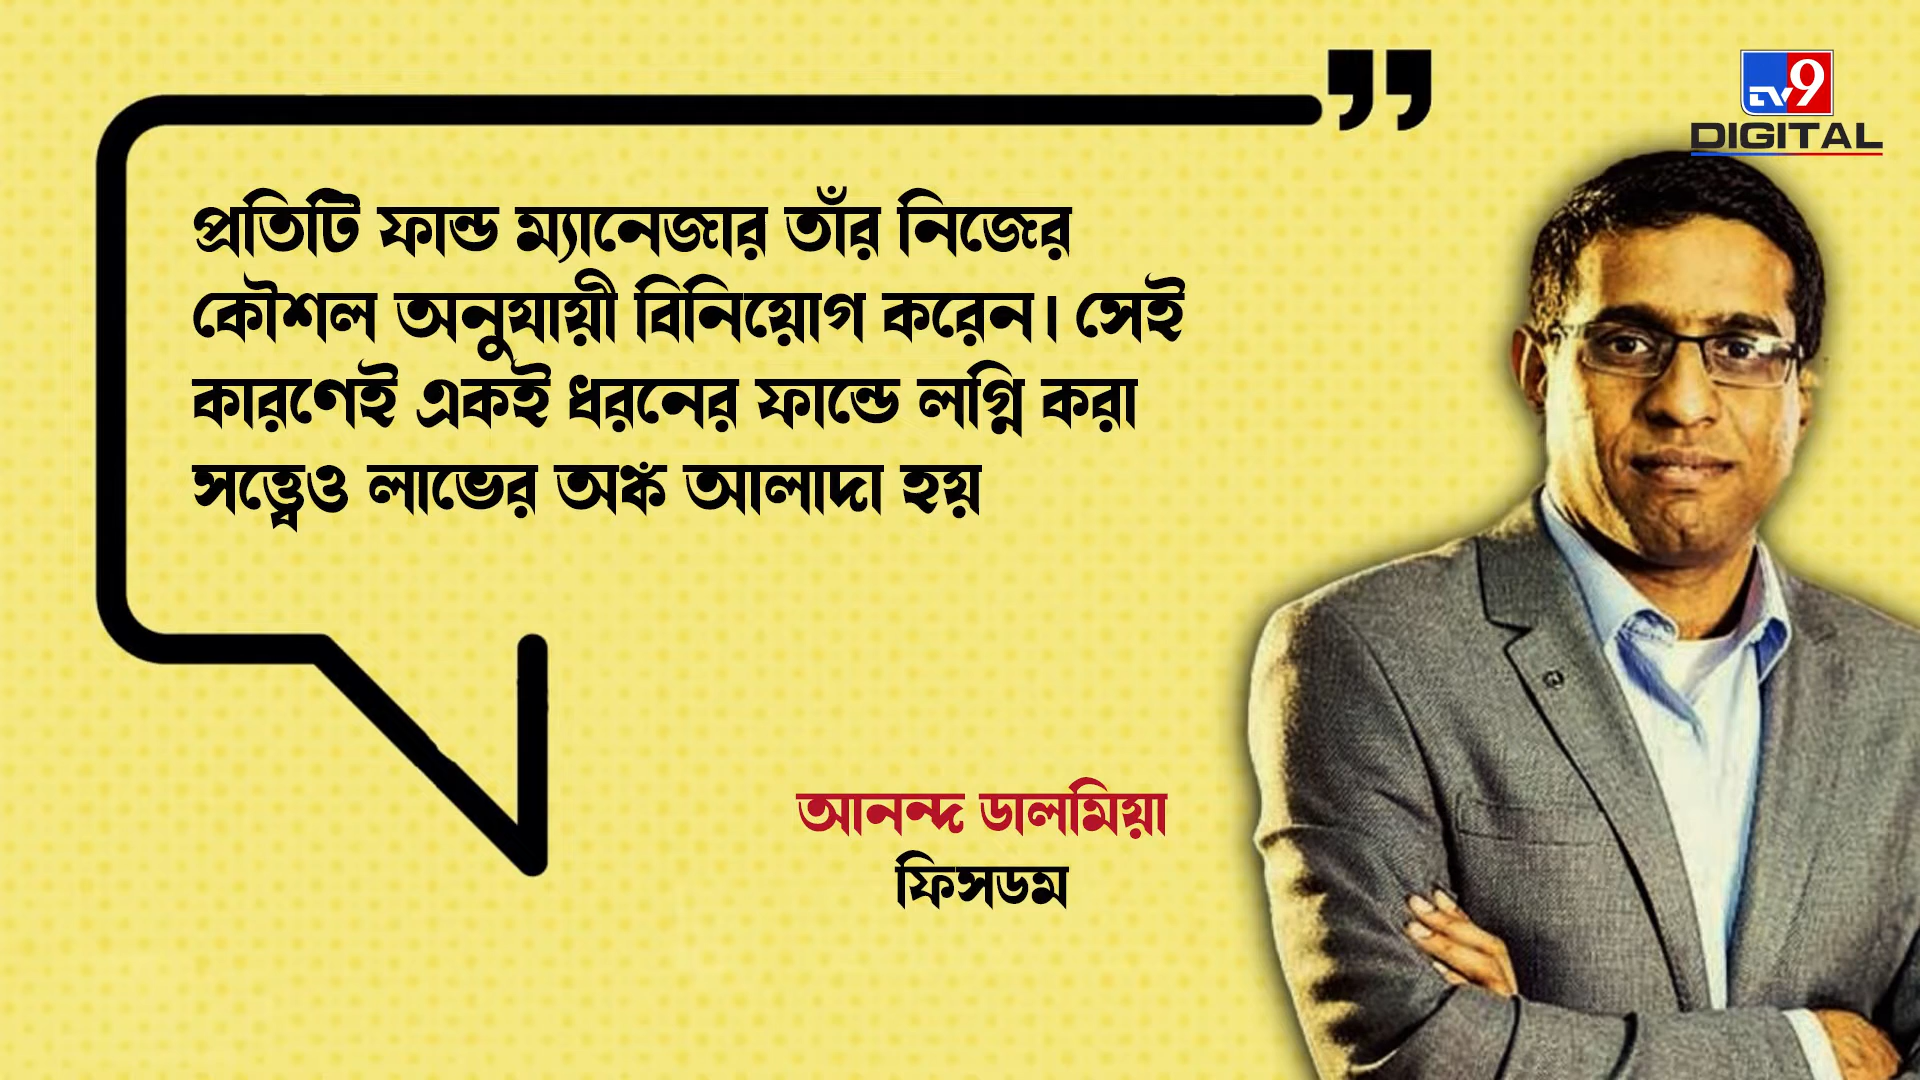 TV9
DIGITAL
প্রতিটি ফান্ড ম্যানেজার তাঁর নিজের
কৌশল অনুযায়ী বিনিয়োগ করেন। সেই
কারণেই একই ধরনের ফান্ডে লগ্নি করা
সত্ত্বেও লাভের অঙ্ক আলাদা হয়
আনন্দ ডালমিয়া
ফিসডম